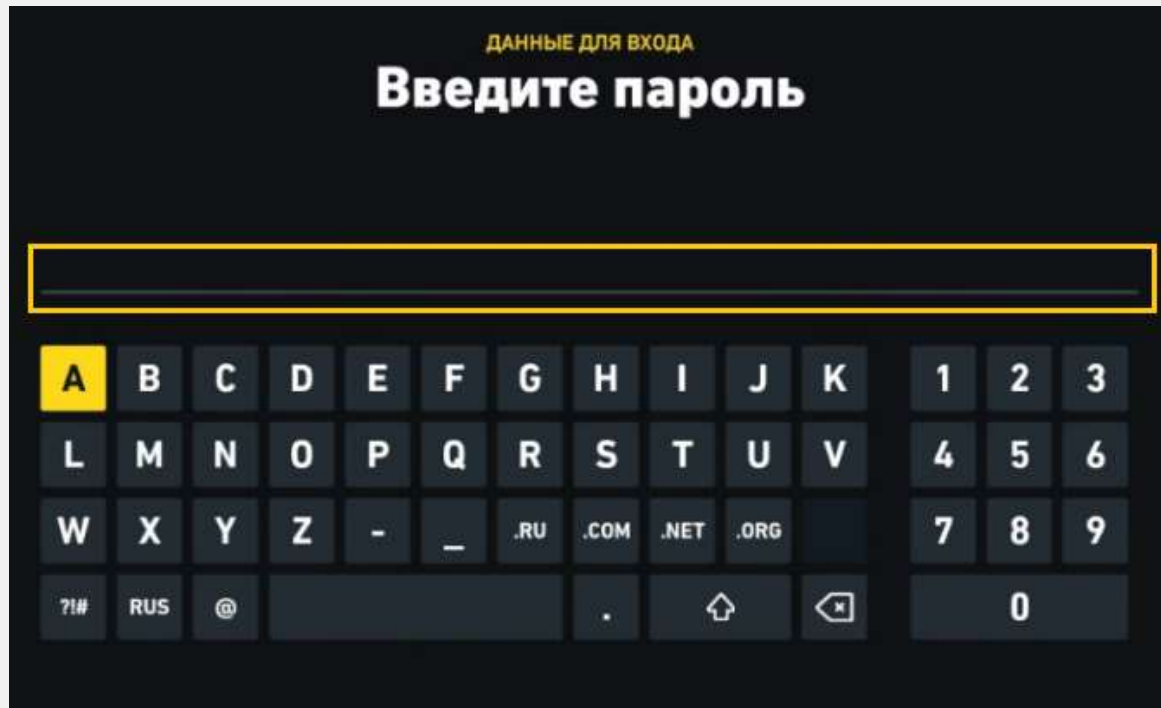 ДАННЫЕ ДЛЯ ВХОДА
Введите пароль
A B C D E F G H I J K 1 2 3
L M N O P Q R S T U V 4 5 6
W X Y Z - _ .RU .COM .NET .ORG 7 8 9
?!# RUS @ . 0